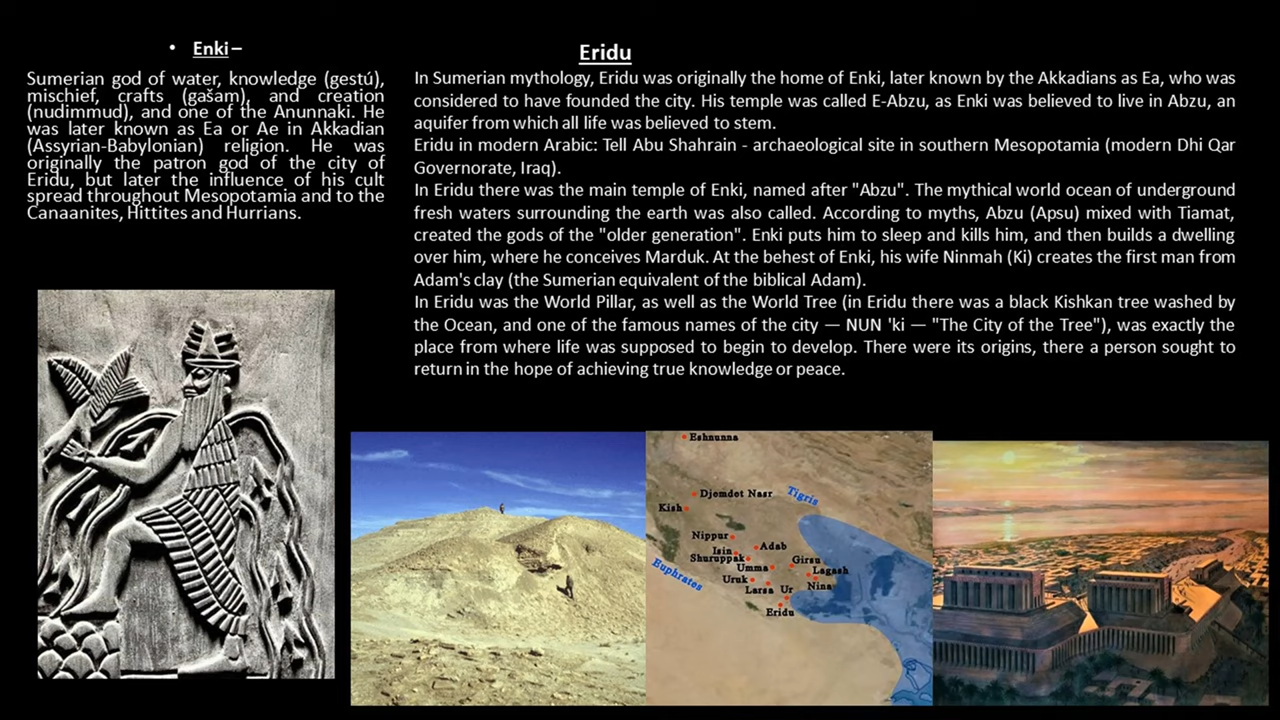 • Enki –
Sumerian god of water, knowledge (gestú),
mischief, crafts (gašam), and creation
(nudimmud), and one of the Anunnaki. He
was later known as Ea or Ae in Akkadian
(Assyrian-Babylonian) religion. He was
originally the patron god of the city of
Eridu, but later the influence of his cult
spread throughout Mesopotamia and to the
Canaanites, Hittites and Hurrians.
Eridu
In Sumerian mythology, Eridu was originally the home of Enki, later known by the Akkadians as Ea, who was
considered to have founded the city. His temple was called E-Abzu, as Enki was believed to live in Abzu, an
aquifer from which all life was believed to stem.
Eridu in modern Arabic: Tell Abu Shahrain - archaeological site in southern Mesopotamia (modern Dhi Qar
Governorate, Iraq).
In Eridu there was the main temple of Enki, named after "Abzu". The mythical world ocean of underground
fresh waters surrounding the earth was also called. According to myths, Abzu (Apsu) mixed with Tiamat,
created the gods of the "older generation". Enki puts him to sleep and kills him, and then builds a dwelling
over him, where he conceives Marduk. At the behest of Enki, his wife Ninmah (Ki) creates the first man from
Adam's clay (the Sumerian equivalent of the biblical Adam).
In Eridu was the World Pillar, as well as the World Tree (in Eridu there was a black Kishkan tree washed by
the Ocean, and one of the famous names of the city — NUN 'ki — "The City of the Tree"), was exactly the
place from where life was supposed to begin to develop. There were its origins, there a person sought to
return in the hope of achieving true knowledge or peace.
Eshnunna
Djemdet Nasr
Tigris
Kish
Nippur
Adab
Isin
Shuruppak
Girsu
Umma
Lagash
Euphrates
Uruk
Nina
Larsa
Ur
Eridu